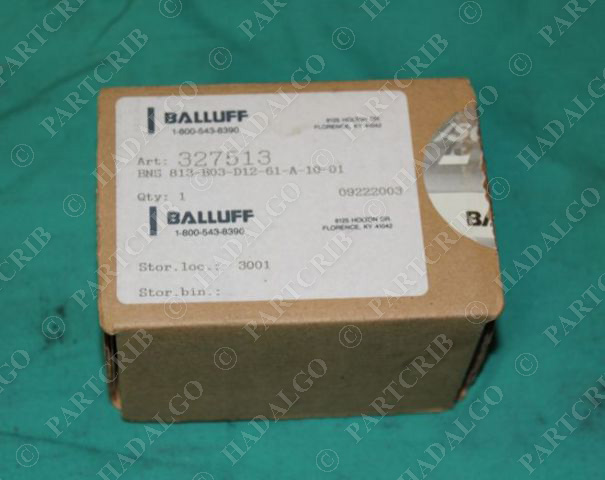 BALLUFF
1-800-543-8390
8125 HOLTON DR.
FLORENCE, KY 41042
Art: 327513
BNS 813-B03-D12-61-A-10-01
Qty: 1
09222003
BALLUFF
1-800-543-8390
8125 HOLTON DR.
FLORENCE, KY 41042
Stor.loc.: 3001
Stor.bin.:
BA
© PARTCRIB
© HADALGO